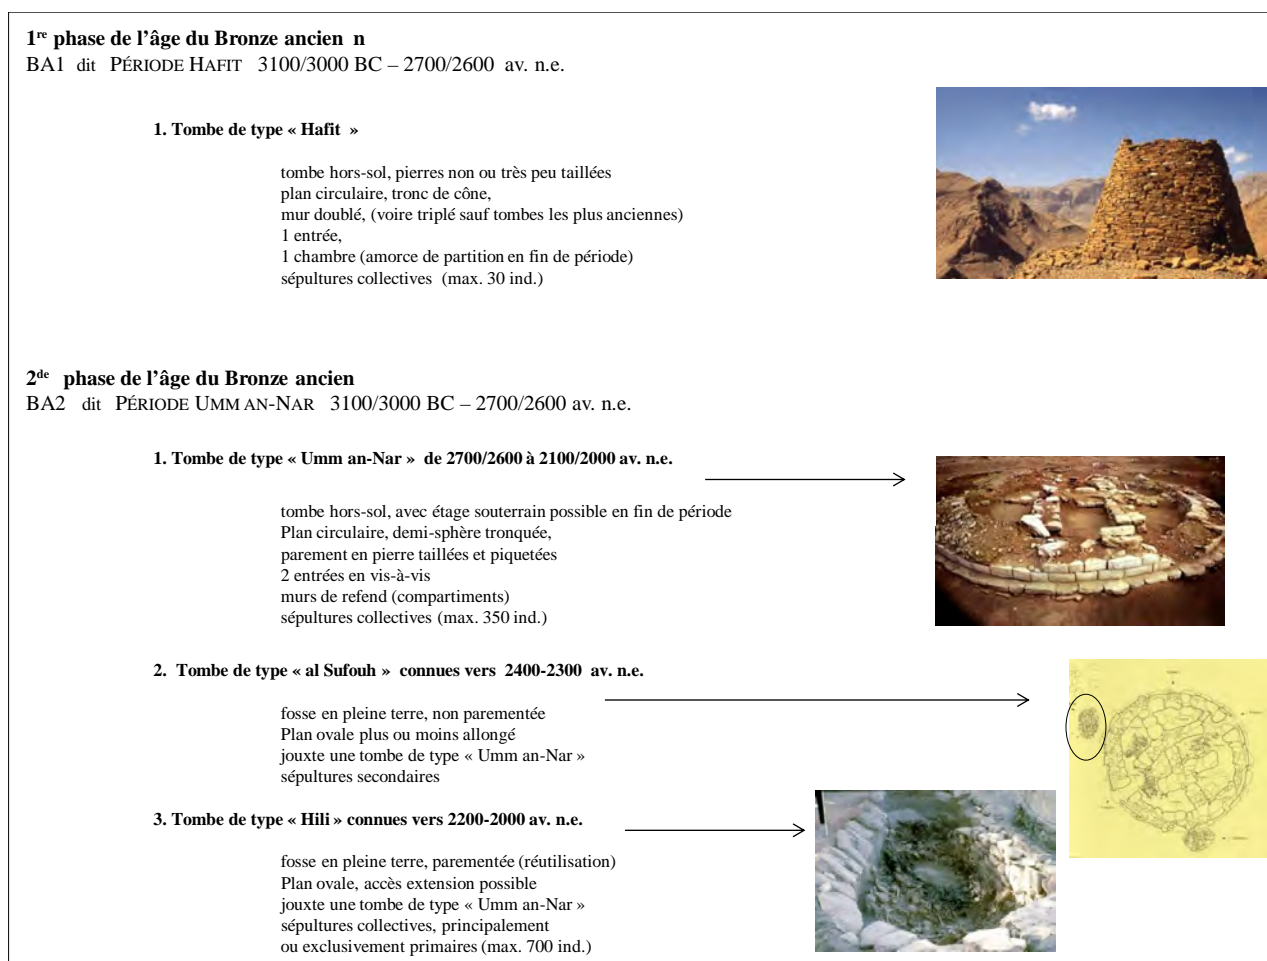 1re phase de l’âge du Bronze ancien n
BA1 dit PÉRIODE HAFIT 3100/3000 BC – 2700/2600 av. n.e.
1. Tombe de type « Hafit »
tombe hors-sol, pierres non ou très peu taillées
plan circulaire, tronc de cône,
mur doublé, (voire triplé sauf tombes les plus anciennes)
1 entrée,
1 chambre (amorce de partition en fin de période)
sépultures collectives (max. 30 ind.)
2de phase de l’âge du Bronze ancien
BA2 dit PÉRIODE UMM AN-NAR 3100/3000 BC – 2700/2600 av. n.e.
1. Tombe de type « Umm an-Nar » de 2700/2600 à 2100/2000 av. n.e.
tombe hors-sol, avec étage souterrain possible en fin de période
Plan circulaire, demi-sphère tronquée,
parement en pierre taillées et piquetées
2 entrées en vis-à-vis
murs de refend (compartiments)
sépultures collectives (max. 350 ind.)
2. Tombe de type « al Sufouh » connues vers 2400-2300 av. n.e.
fosse en pleine terre, non parementée
Plan ovale plus ou moins allongé
jouxte une tombe de type « Umm an-Nar »
sépultures secondaires
3. Tombe de type « Hili » connues vers 2200-2000 av. n.e.
fosse en pleine terre, parementée (réutilisation)
Plan ovale, accès extension possible
jouxte une tombe de type « Umm an-Nar »
sépultures collectives, principalement
ou exclusivement primaires (max. 700 ind.)